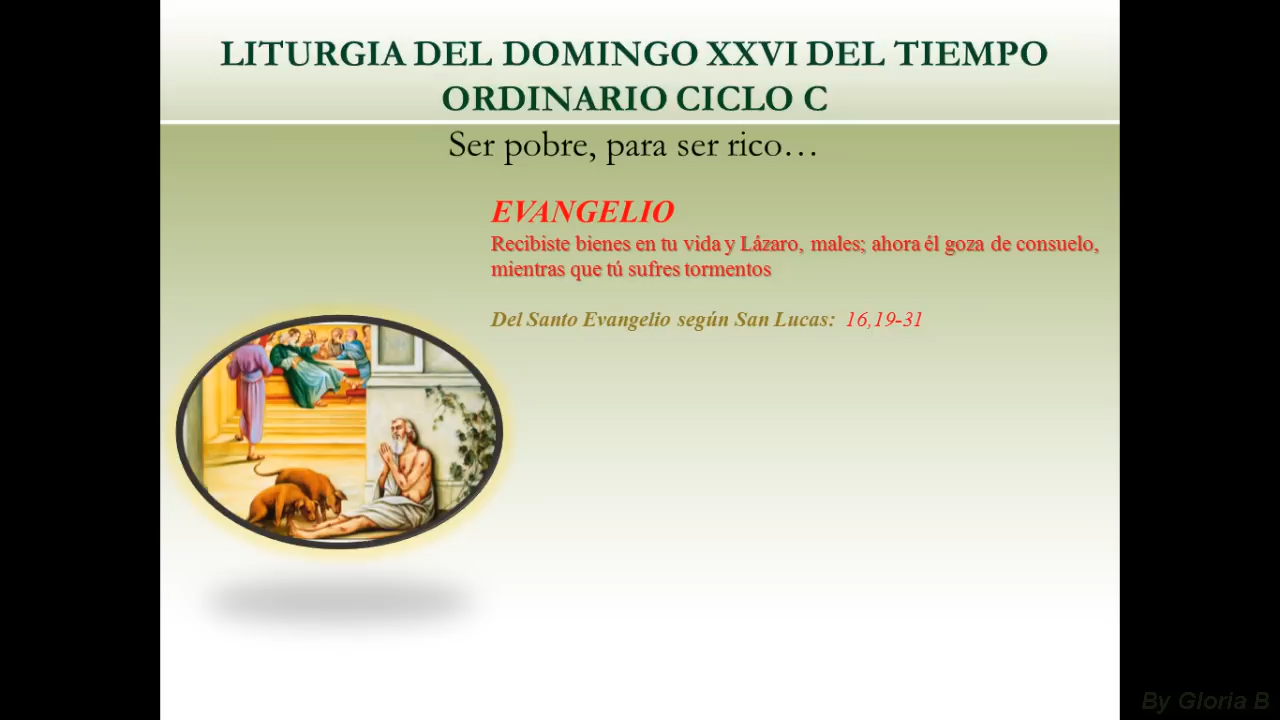 LITURGIA DEL DOMINGO XXVI DEL TIEMPO
ORDINARIO CICLO C
Ser pobre, para ser rico…
EVANGELIO
Recibiste bienes en tu vida y Lázaro, males; ahora él goza de consuelo,
mientras que tú sufres tormentos
Del Santo Evangelio según San Lucas: 16,19-31
By Gloria B